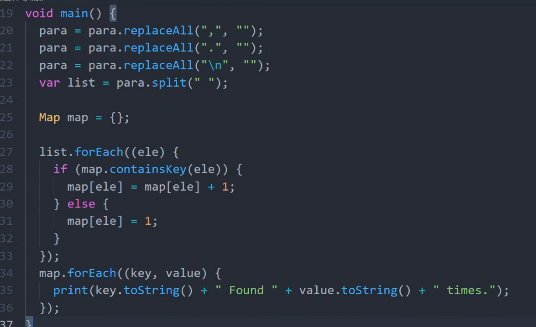 19 void main() {
20 para = para.replaceAll(",", "");
21 para = para.replaceAll(".", "");
22 para = para.replaceAll("\n", "");
23 var list = para.split(" ");
24
25 Map map = {};
26
27 list.forEach((ele) {
28 if (map.containsKey(ele)) {
29 map[ele] = map[ele] + 1;
30 } else {
31 map[ele] = 1;
32 }
33 });
34 map.forEach((key, value) {
35 print(key.toString() + " Found " + value.toString() + " times.");
36 });
37 }